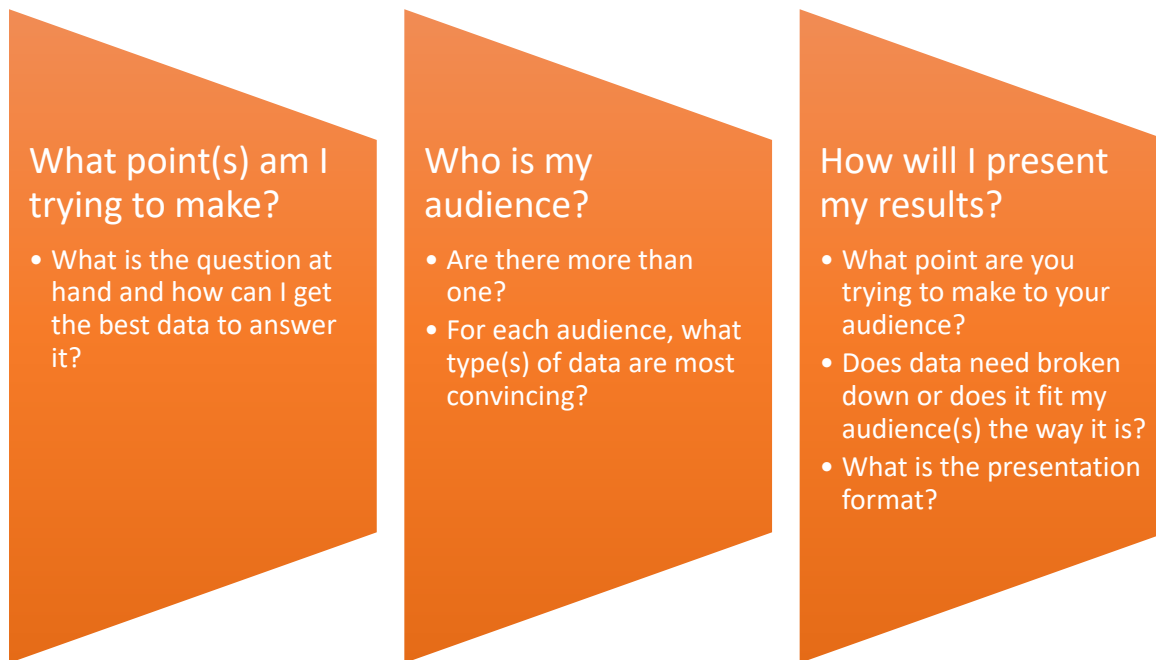 What point(s) am I
trying to make?
• What is the question at
hand and how can I get
the best data to answer
it?
Who is my
audience?
• Are there more than
one?
• For each audience, what
type(s) of data are most
convincing?
How will I present
my results?
• What point are you
trying to make to your
audience?
• Does data need broken
down or does it fit my
audience(s) the way it is?
• What is the presentation
format?